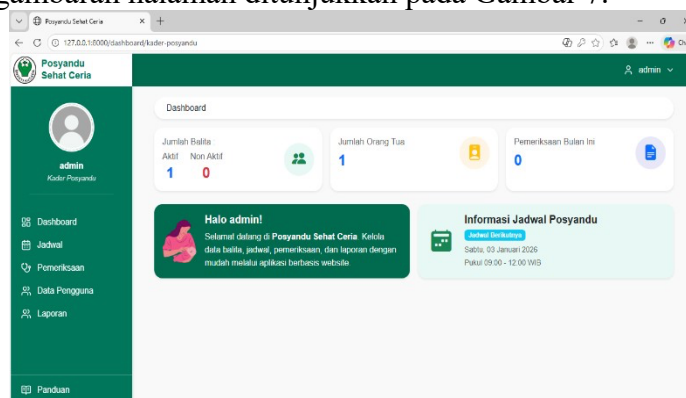 gambaran halaman ditunjukkan pada Gambar 7.
Posyandu Sehat Ceria
127.0.0.1:8000/dashboard/kader-posyandu
Posyandu
Sehat Ceria
admin
admin
Kader Posyandu
Dashboard
Jadwal
Pemeriksaan
Data Pengguna
Laporan
Panduan
Dashboard
Jumlah Balita
Aktif Non Aktif
1 0
Jumlah Orang Tua
1
Pemeriksaan Bulan Ini
0
Halo admin!
Selamat datang di Posyandu Sehat Ceria. Kelola
data balita, jadwal, pemeriksaan, dan laporan dengan
mudah melalui aplikasi berbasis website.
Informasi Jadwal Posyandu
Jadwal Berikutnya
Sabtu, 03 Januari 2026
Pukul 09:00 - 12:00 WIB